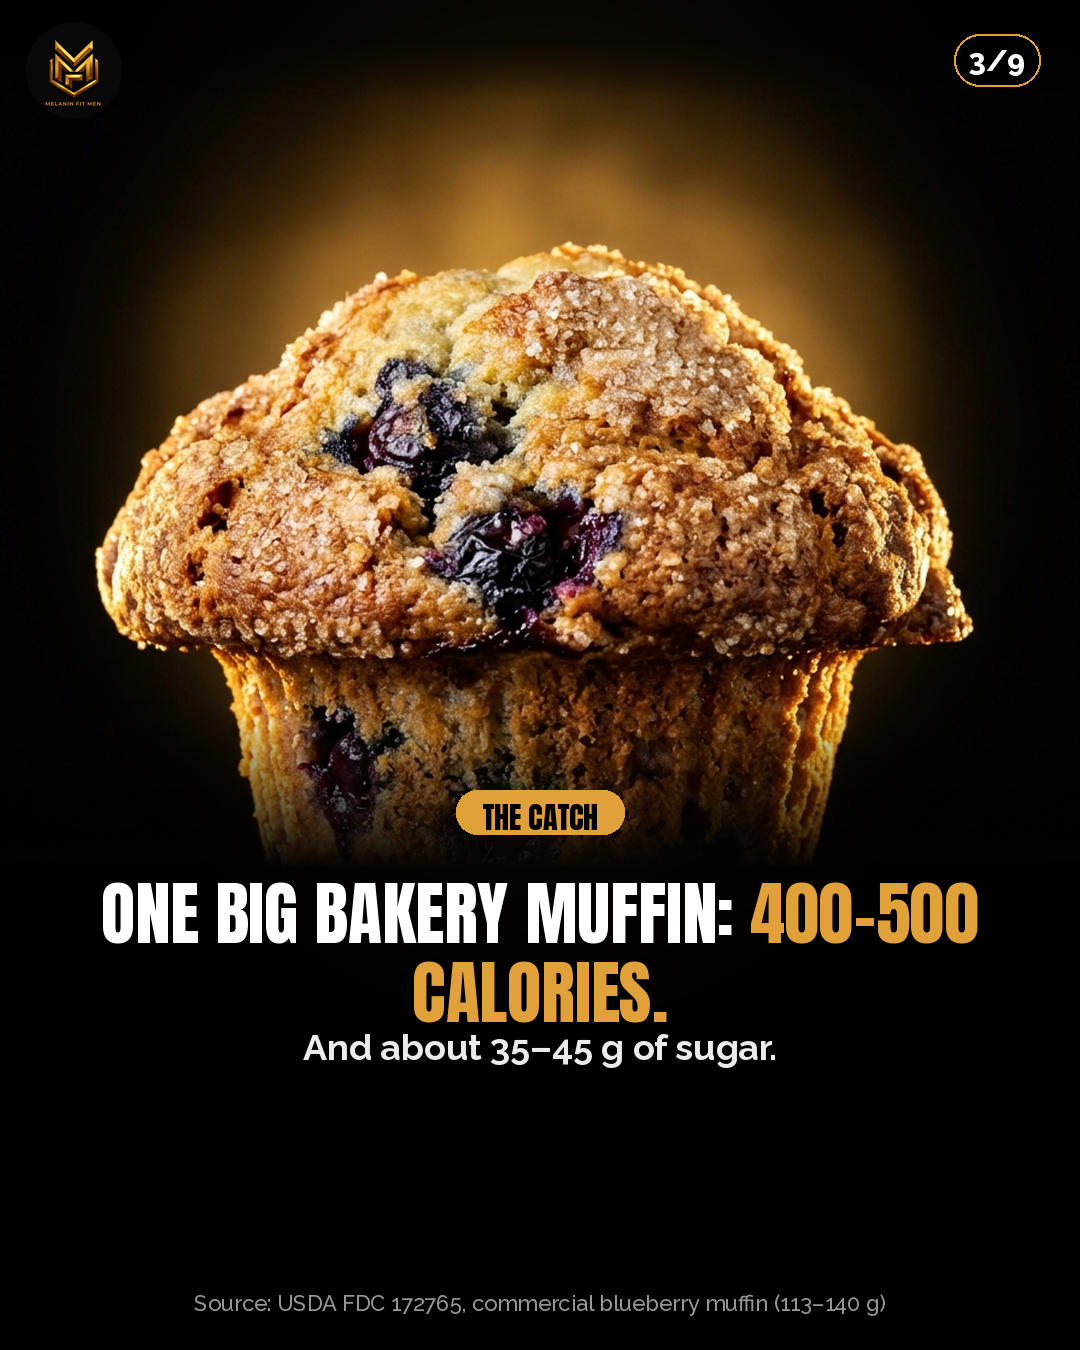 MELANIN FIT MEN
3/9
THE CATCH
ONE BIG BAKERY MUFFIN: 400-500
CALORIES.
And about 35–45 g of sugar.
Source: USDA FDC 172765, commercial blueberry muffin (113–140 g)